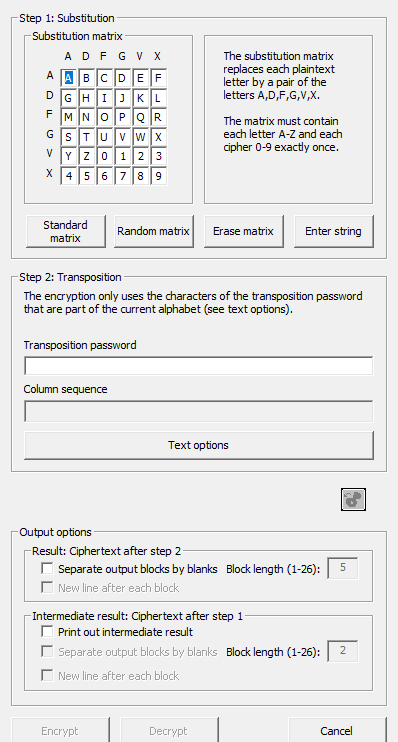 Step 1: Substitution
Substitution matrix
A D F G V X
A A B C D E F
D G H I J K L
F M N O P Q R
G S T U V W X
V Y Z 0 1 2 3
X 4 5 6 7 8 9
The substitution matrix
replaces each plaintext
letter by a pair of the
letters A,D,F,G,V,X.
The matrix must contain
each letter A-Z and each
cipher 0-9 exactly once.
Standard
matrix
Random matrix
Erase matrix
Enter string
Step 2: Transposition
The encryption only uses the characters of the transposition password
that are part of the current alphabet (see text options).
Transposition password
Column sequence
Text options
Output options
Result: Ciphertext after step 2
Separate output blocks by blanks Block length (1-26): 5
New line after each block
Intermediate result: Ciphertext after step 1
Print out intermediate result
Separate output blocks by blanks Block length (1-26): 2
New line after each block
Encrypt Decrypt Cancel